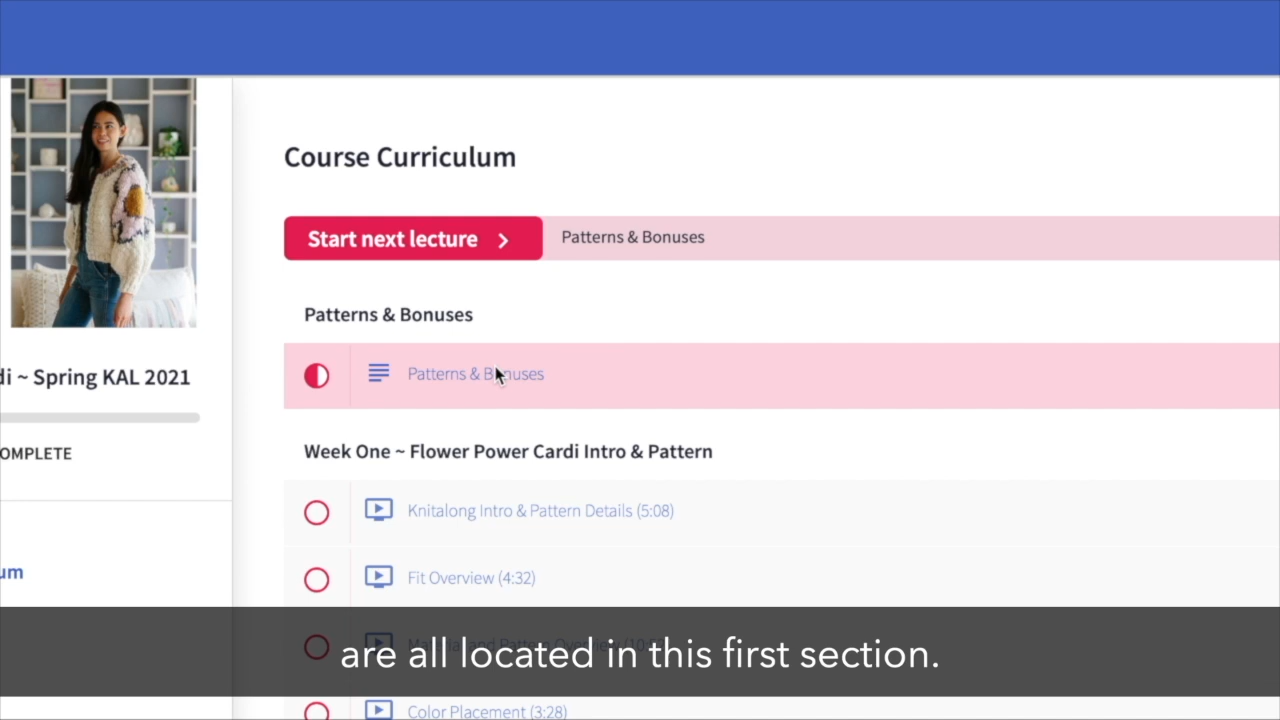 Course Curriculum
Start next lecture
Patterns & Bonuses
Patterns & Bonuses
Patterns & Bonuses
di ~ Spring KAL 2021
OMPLETE
Week One ~ Flower Power Cardi Intro & Pattern
Knitalong Intro & Pattern Details (5:08)
Fit Overview (4:32)
um
are all located in this first section.
Color Placement (3:28)